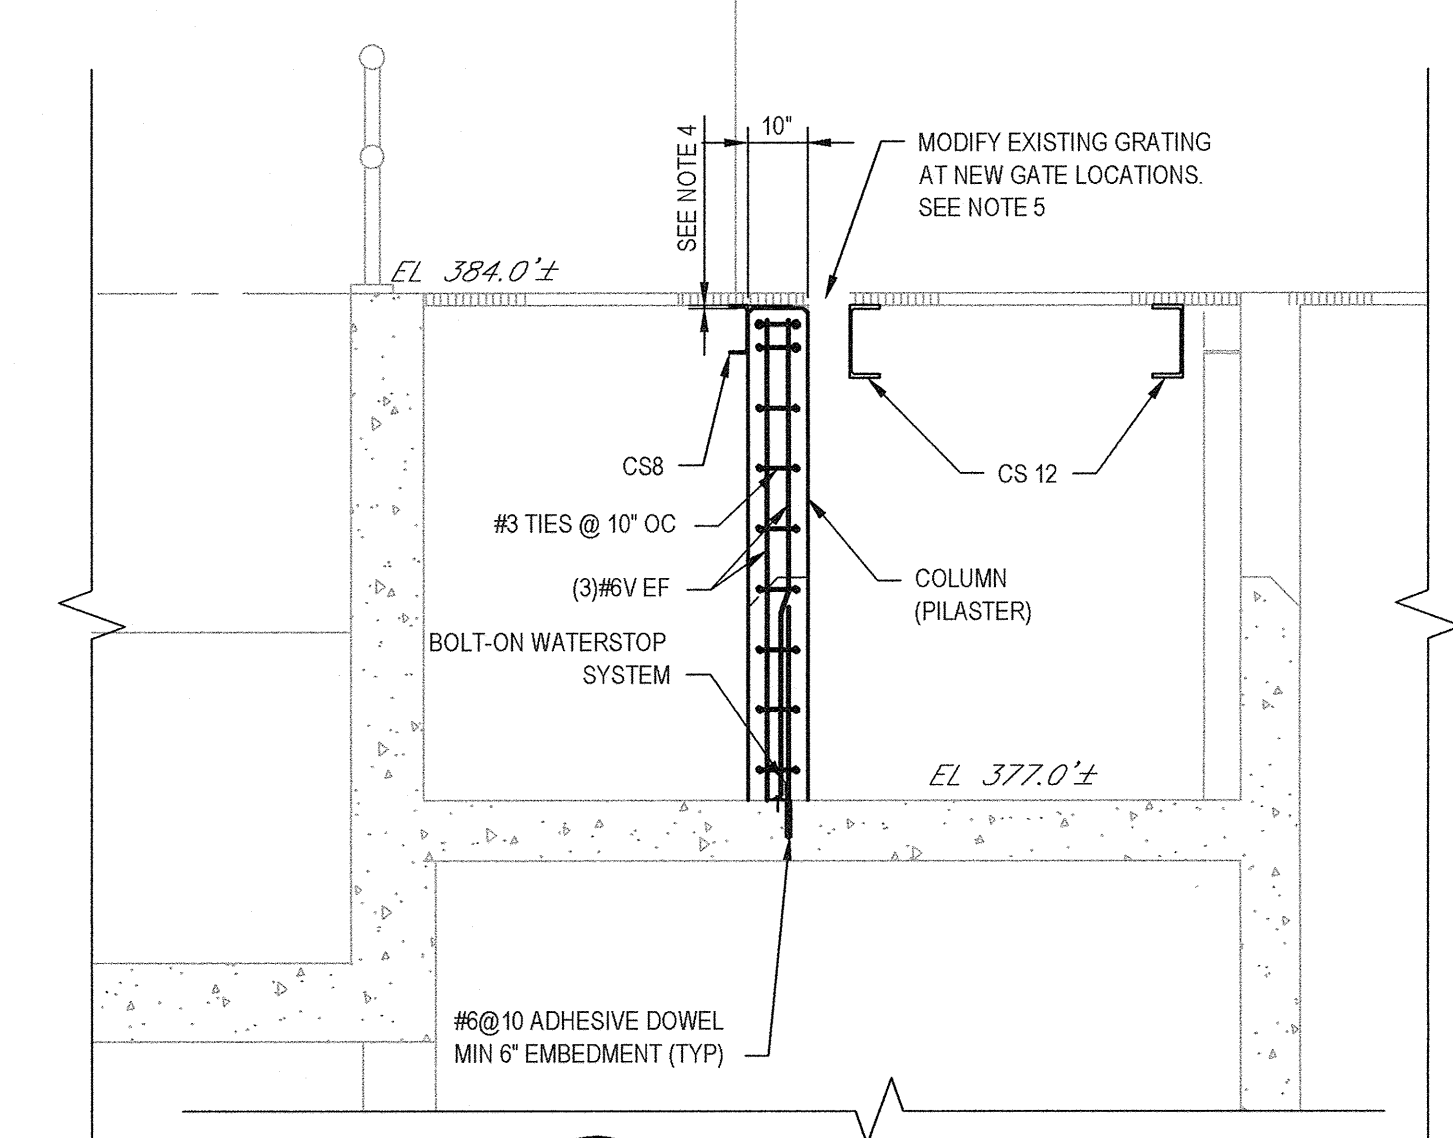 SEE NOTE 4
10"
MODIFY EXISTING GRATING
AT NEW GATE LOCATIONS.
SEE NOTE 5
EL 384.0'±
CS8
CS 12
#3 TIES @ 10" OC
(3)#6V EF
COLUMN
(PILASTER)
BOLT-ON WATERSTOP
SYSTEM
EL 377.0'±
#6@10 ADHESIVE DOWEL
MIN 6" EMBEDMENT (TYP)